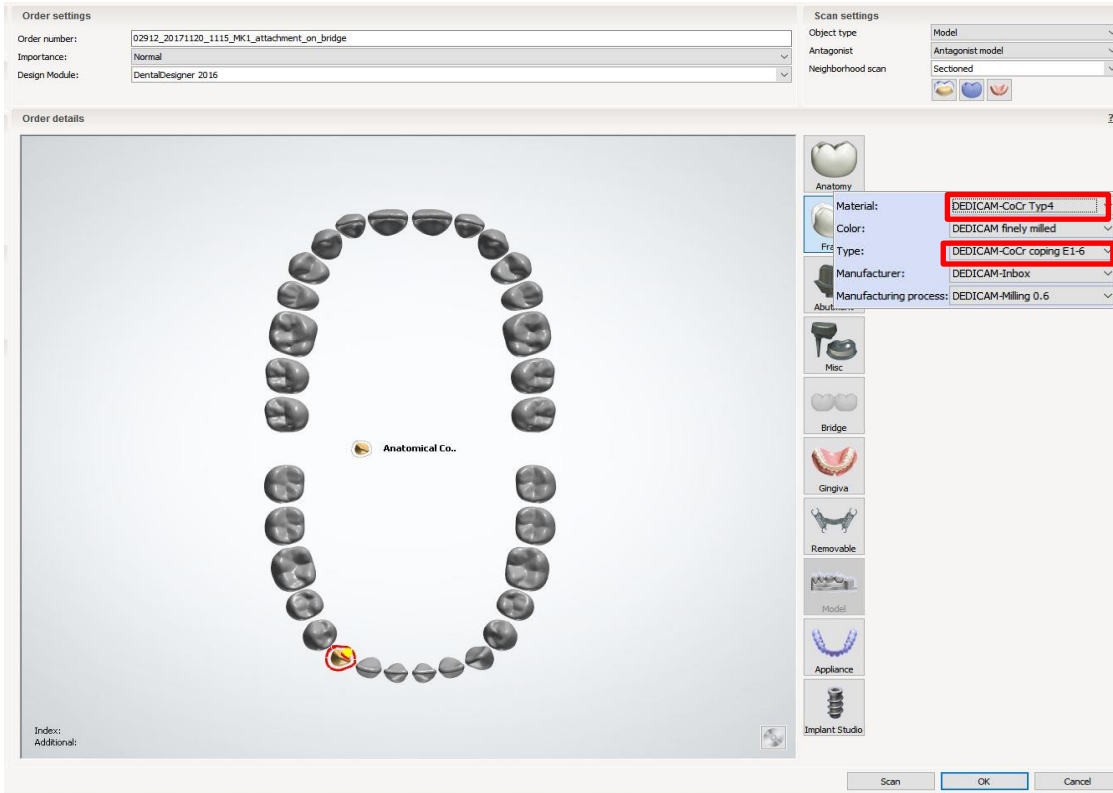 Order settings
Order number:
02912_20171120_1115_MK1_attachment_on_bridge
Importance:
Normal
Design Module:
DentalDesigner 2016
Scan settings
Object type
Model
Antagonist
Antagonist model
Neighborhood scan
Sectioned
Order details
?
Anatomy
Material:
DEDICAM-CoCr Typ4
Color:
DEDICAM finely milled
Type:
DEDICAM-CoCr coping E1-6
Manufacturer:
DEDICAM-Inbox
Manufacturing process:
DEDICAM-Milling 0.6
Misc
Bridge
Gingiva
Removable
Model
Appliance
Implant Studio
Anatomical Co..
Index:
Additional:
Scan
OK
Cancel